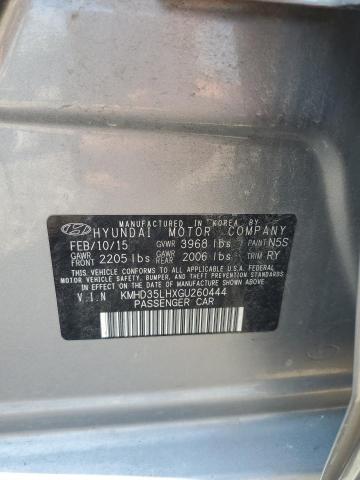 MANUFACTURED IN KOREA BY
HYUNDAI MOTOR COMPANY
FEB/10/15 GVWR 3968 lbs PAINT N5S
GAWR FRONT 2205 lbs GAWR REAR 2006 lbs TRIM RY
THIS VEHICLE CONFORMS TO ALL APPLICABLE U.S.A. FEDERAL
MOTOR VEHICLE SAFETY, BUMPER, AND THEFT PREVENTION
STANDARDS IN EFFECT ON THE DATE OF MANUFACTURE SHOWN ABOVE.
V.I.N KMHD35LHXGU260444
PASSENGER CAR